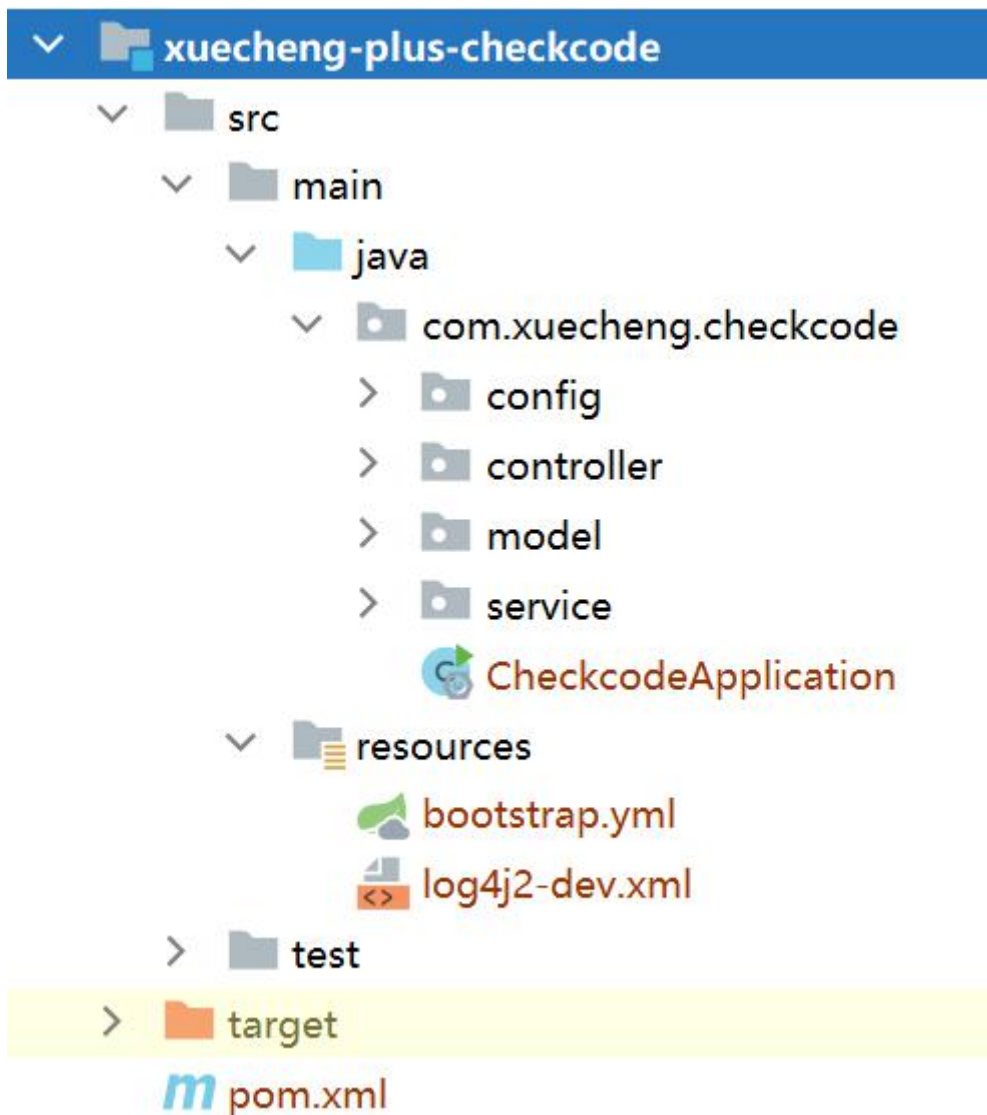 xuecheng-plus-checkcode
src
main
java
com.xuecheng.checkcode
config
controller
model
service
CheckcodeApplication
resources
bootstrap.yml
log4j2-dev.xml
test
target
pom.xml